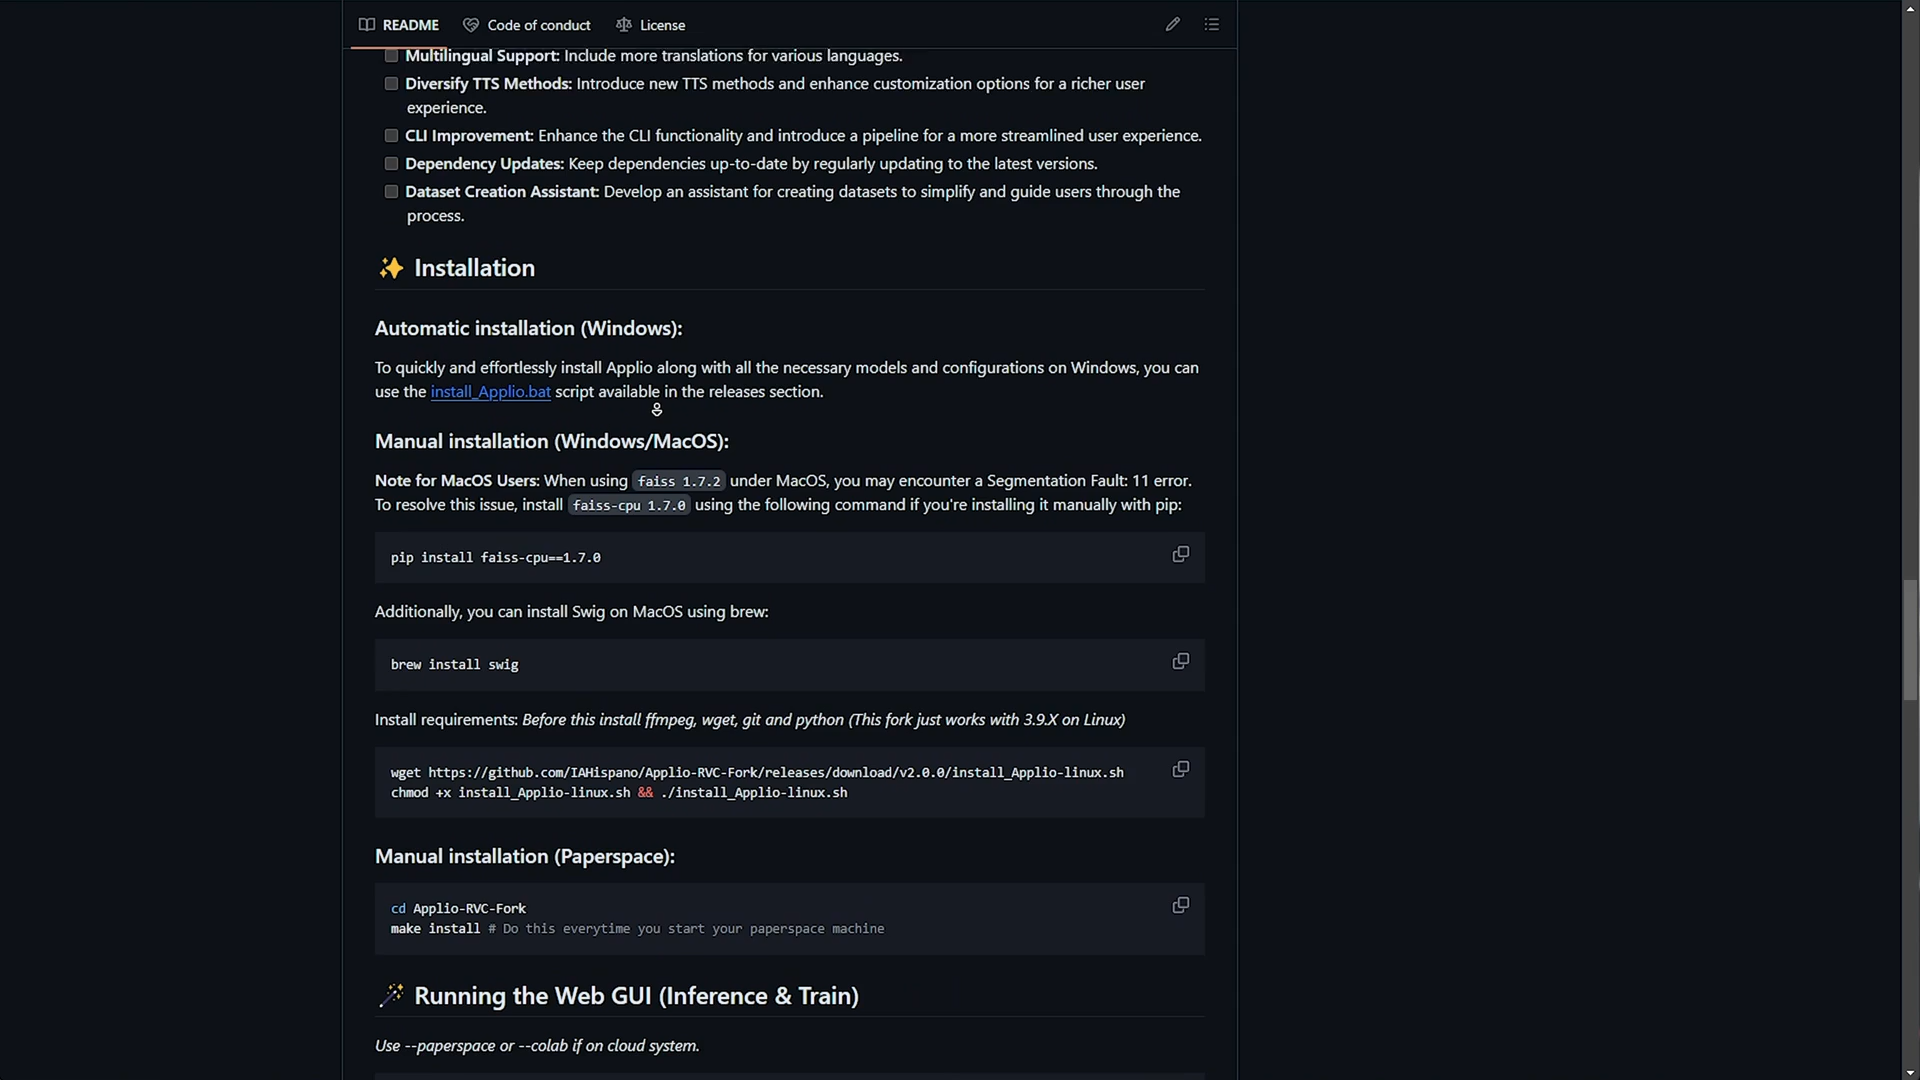 README
Code of conduct
License
Multilingual Support: Include more translations for various languages.
Diversify TTS Methods: Introduce new TTS methods and enhance customization options for a richer user
experience.
CLI Improvement: Enhance the CLI functionality and introduce a pipeline for a more streamlined user experience.
Dependency Updates: Keep dependencies up-to-date by regularly updating to the latest versions.
Dataset Creation Assistant: Develop an assistant for creating datasets to simplify and guide users through the
process.
✨ Installation
Automatic installation (Windows):
To quickly and effortlessly install Applio along with all the necessary models and configurations on Windows, you can
use the install_Applio.bat script available in the releases section.
Manual installation (Windows/MacOS):
Note for MacOS Users: When using faiss 1.7.2 under MacOS, you may encounter a Segmentation Fault: 11 error.
To resolve this issue, install faiss-cpu 1.7.0 using the following command if you're installing it manually with pip:
pip install faiss-cpu==1.7.0
Additionally, you can install Swig on MacOS using brew:
brew install swig
Install requirements: Before this install ffmpeg, wget, git and python (This fork just works with 3.9.X on Linux)
wget https://github.com/IAHispano/Applio-RVC-Fork/releases/download/v2.0.0/install_Applio-linux.sh
chmod +x install_Applio-linux.sh && ./install_Applio-linux.sh
Manual installation (Paperspace):
cd Applio-RVC-Fork
make install # Do this everytime you start your paperspace machine
🪄 Running the Web GUI (Inference & Train)
Use --paperspace or --colab if on cloud system.